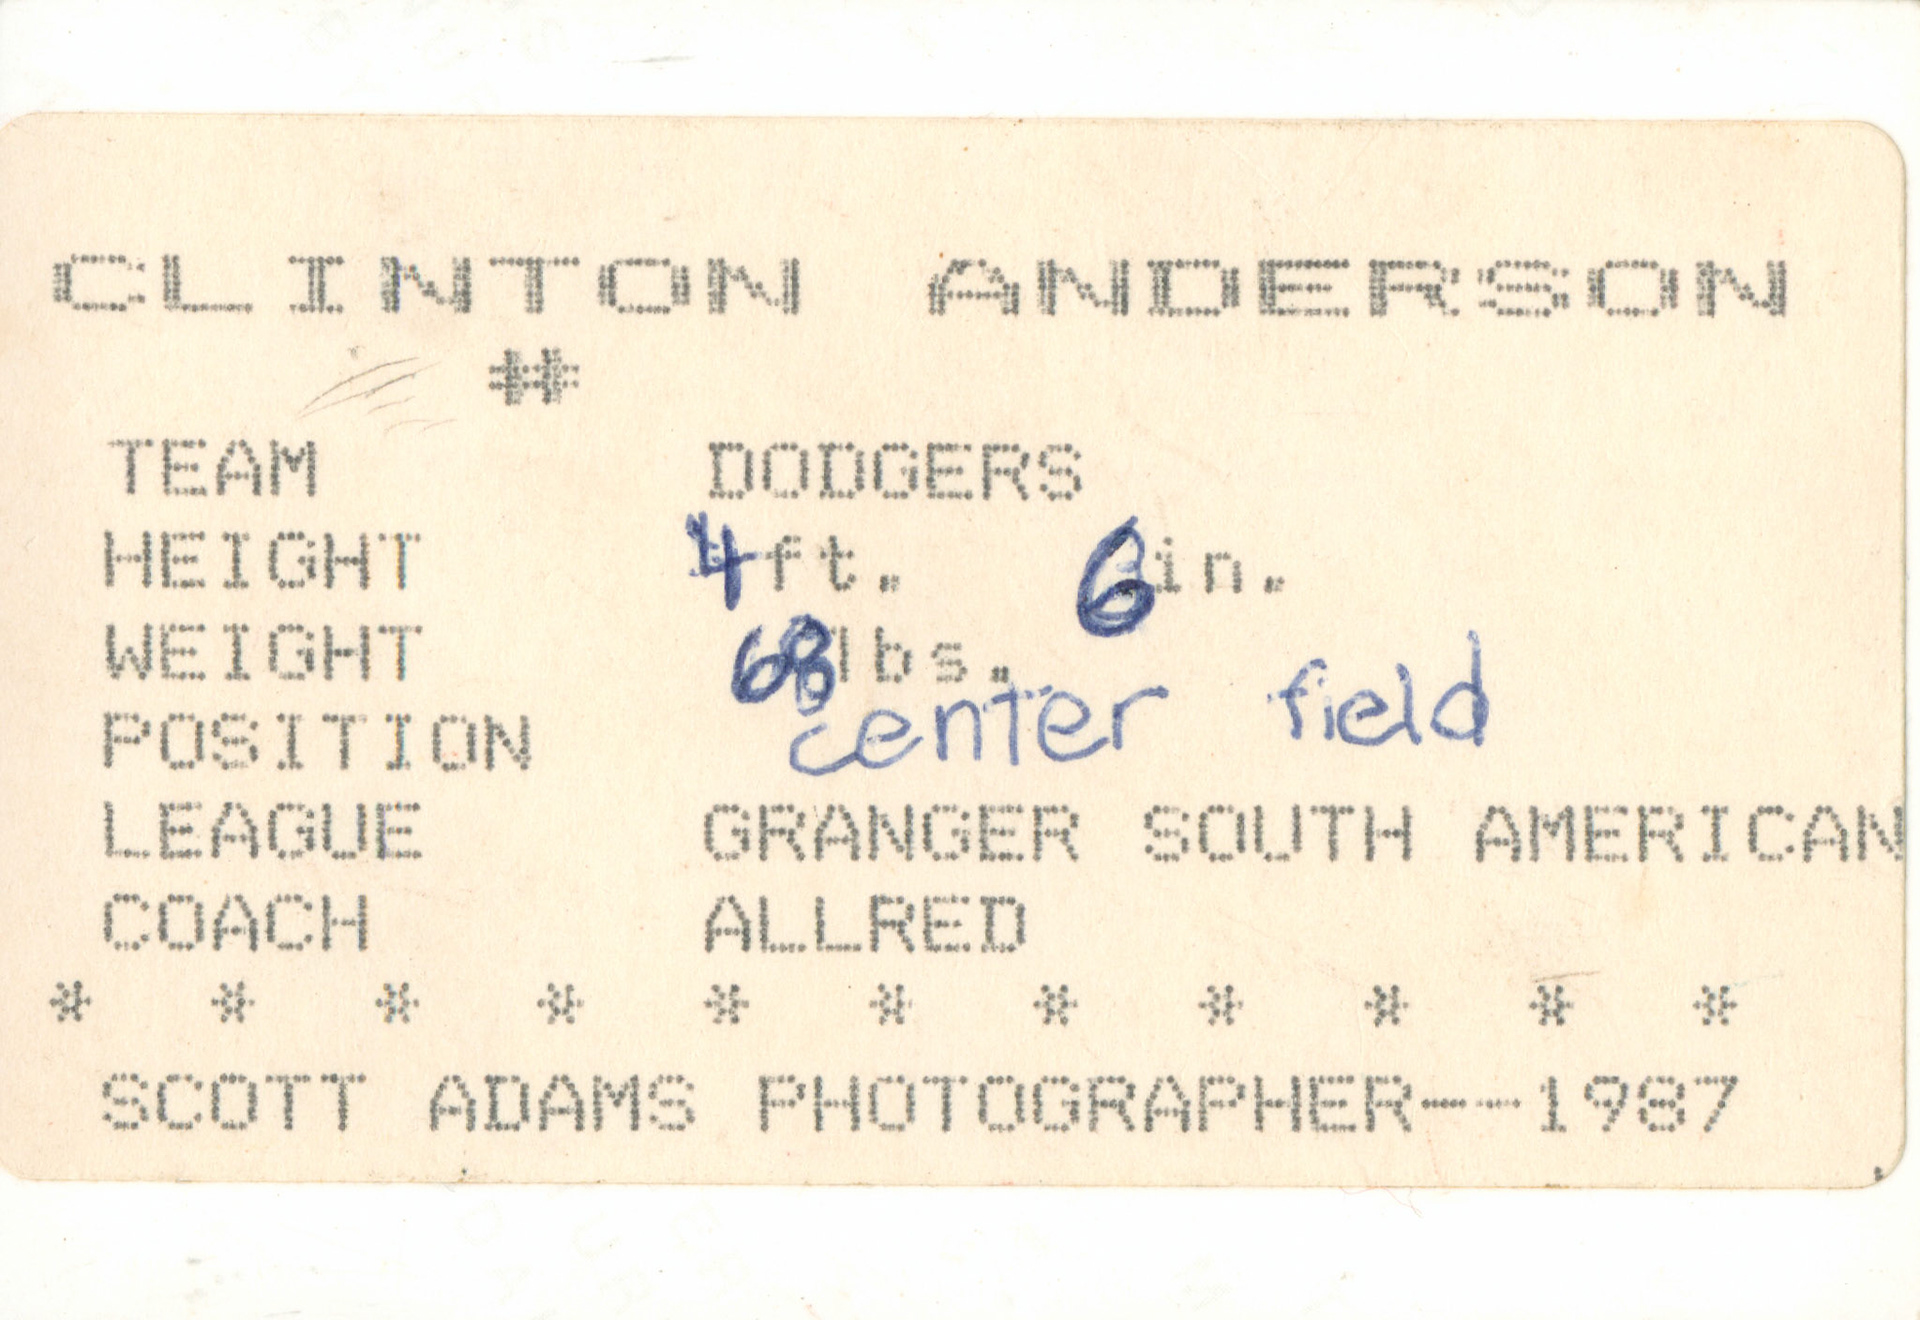 CLINTON ANDERSON
#
TEAM DODGERS
HEIGHT 4ft. 6in.
WEIGHT 68lbs.
POSITION center field
LEAGUE GRANGER SOUTH AMERICAN
COACH ALLRED
* * * * * * * * * * *
SCOTT ADAMS PHOTOGRAPHER--1987